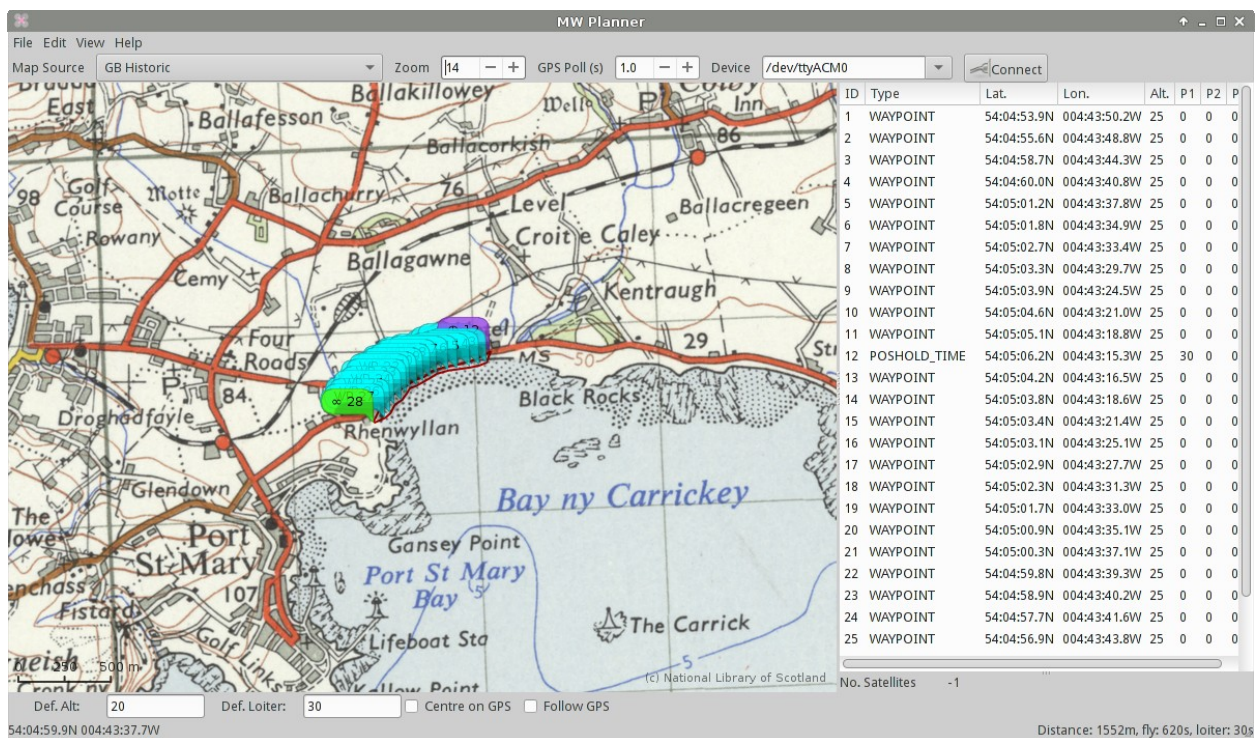 MW Planner
File Edit View Help
Map Source GB Historic Zoom 14 GPS Poll (s) 1.0 Device /dev/ttyACM0 Connect
East
Ballafesson
Ballakillowey
Wells
P
Colby
Inn
86
Ballacorkish
98
Golf
Course
Motte
Ballachurry
76
Level
Ballacregeen
Rowany
Croit e Caley
Cemy
Ballagawne
Kentraugh
∞ 12
Four
Roads
MS
50
29
P
84
∞ 28
Black Rocks
Droghadfayle
Rhenwyllan
Glendown
The
Port
St Mary
Bay ny Carrickey
Gansey Point
Port St Mary
Bay
5
107
Fistard
Golf Links
Lifeboat Sta
The Carrick
5
250 500 m
Kallow Point
(c) National Library of Scotland
ID Type Lat. Lon. Alt. P1 P2 P
1 WAYPOINT 54:04:53.9N 004:43:50.2W 25 0 0 0
2 WAYPOINT 54:04:55.6N 004:43:48.8W 25 0 0 0
3 WAYPOINT 54:04:58.7N 004:43:44.3W 25 0 0 0
4 WAYPOINT 54:04:60.0N 004:43:40.8W 25 0 0 0
5 WAYPOINT 54:05:01.2N 004:43:37.8W 25 0 0 0
6 WAYPOINT 54:05:01.8N 004:43:34.9W 25 0 0 0
7 WAYPOINT 54:05:02.7N 004:43:33.4W 25 0 0 0
8 WAYPOINT 54:05:03.3N 004:43:29.7W 25 0 0 0
9 WAYPOINT 54:05:03.9N 004:43:24.5W 25 0 0 0
10 WAYPOINT 54:05:04.6N 004:43:21.0W 25 0 0 0
11 WAYPOINT 54:05:05.1N 004:43:18.8W 25 0 0 0
12 POSHOLD_TIME 54:05:06.2N 004:43:15.3W 25 30 0 0
13 WAYPOINT 54:05:04.2N 004:43:16.5W 25 0 0 0
14 WAYPOINT 54:05:03.8N 004:43:18.6W 25 0 0 0
15 WAYPOINT 54:05:03.4N 004:43:21.4W 25 0 0 0
16 WAYPOINT 54:05:03.1N 004:43:25.1W 25 0 0 0
17 WAYPOINT 54:05:02.9N 004:43:27.7W 25 0 0 0
18 WAYPOINT 54:05:02.3N 004:43:31.3W 25 0 0 0
19 WAYPOINT 54:05:01.7N 004:43:33.0W 25 0 0 0
20 WAYPOINT 54:05:00.9N 004:43:35.1W 25 0 0 0
21 WAYPOINT 54:05:00.3N 004:43:37.1W 25 0 0 0
22 WAYPOINT 54:04:59.8N 004:43:39.3W 25 0 0 0
23 WAYPOINT 54:04:58.9N 004:43:40.2W 25 0 0 0
24 WAYPOINT 54:04:57.7N 004:43:41.6W 25 0 0 0
25 WAYPOINT 54:04:56.9N 004:43:43.8W 25 0 0 0
No. Satellites -1
Def. Alt: 20 Def. Loiter: 30 Centre on GPS Follow GPS
54:04:59.9N 004:43:37.7W Distance: 1552m, fly: 620s, loiter: 30s